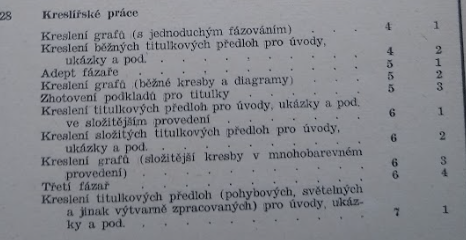 28 Kreslířské práce
Kreslení grafů (s jednoduchým fázováním) . . . 4 1
Kreslení běžných titulkových předloh pro úvody,
ukázky a pod. . . . . . . . . 4 2
Adept fázaře . . . . . . . . . 5 1
Kreslení grafů (běžné kresby a diagramy) . . . 5 2
Zhotovení podkladů pro titulky . . . . . 5 3
Kreslení titulkových předloh pro úvody, ukázky a pod.
ve složitějším provedení . . . . . . 6 1
Kreslení složitých titulkových předloh pro úvody,
ukázky a pod. . . . . . . . . 6 2
Kreslení grafů (složitější kresby v mnohobarevném
provedení) . . . . . . . . . 6 3
Třetí fázař . . . . . . . . . 6 4
Kreslení titulkových předloh (pohybových, světelných
a jinak výtvarně zpracovaných) pro úvody, ukáz-
ky a pod. . . . . . . . . . 7 1